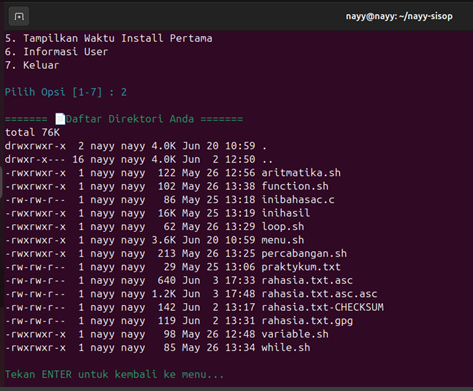 nayy@nayy: ~/nayy-sisop
5. Tampilkan Waktu Install Pertama
6. Informasi User
7. Keluar
Pilih Opsi [1-7] : 2
======= 📄Daftar Direktori Anda =======
total 76K
drwxrwxr-x  2 nayy nayy 4.0K Jun 20 10:59 .
drwxr-x--- 16 nayy nayy 4.0K Jun  2 12:50 ..
-rwxrwxr-x  1 nayy nayy  122 May 26 12:56 aritmatika.sh
-rwxrwxr-x  1 nayy nayy  102 May 26 13:38 function.sh
-rw-rw-r--  1 nayy nayy   86 May 25 13:18 inibahasac.c
-rwxrwxr-x  1 nayy nayy  16K May 25 13:19 inihasil
-rwxrwxr-x  1 nayy nayy   62 May 26 13:29 loop.sh
-rwxrwxr-x  1 nayy nayy 3.6K Jun 20 10:59 menu.sh
-rwxrwxr-x  1 nayy nayy  213 May 26 13:25 percabangan.sh
-rw-rw-r--  1 nayy nayy   29 May 25 13:06 praktykum.txt
-rw-rw-r--  1 nayy nayy  640 Jun  3 17:33 rahasia.txt.asc
-rw-rw-r--  1 nayy nayy 1.2K Jun  3 17:48 rahasia.txt.asc.asc
-rw-rw-r--  1 nayy nayy  142 Jun  2 13:17 rahasia.txt-CHECKSUM
-rw-rw-r--  1 nayy nayy  119 Jun  2 13:31 rahasia.txt.gpg
-rwxrwxr-x  1 nayy nayy   98 May 26 12:48 variable.sh
-rwxrwxr-x  1 nayy nayy   85 May 26 13:34 while.sh
Tekan ENTER untuk kembali ke menu...